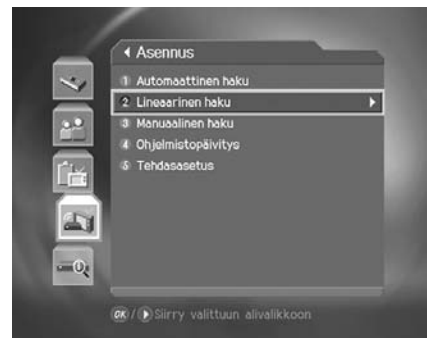 Asennus
1 Automaattinen haku
2 Lineaarinen haku
3 Manuaalinen haku
4 Ohjelmistopäivitys
5 Tehdasasetus
OK / Siirry valittuun alivalikkoon